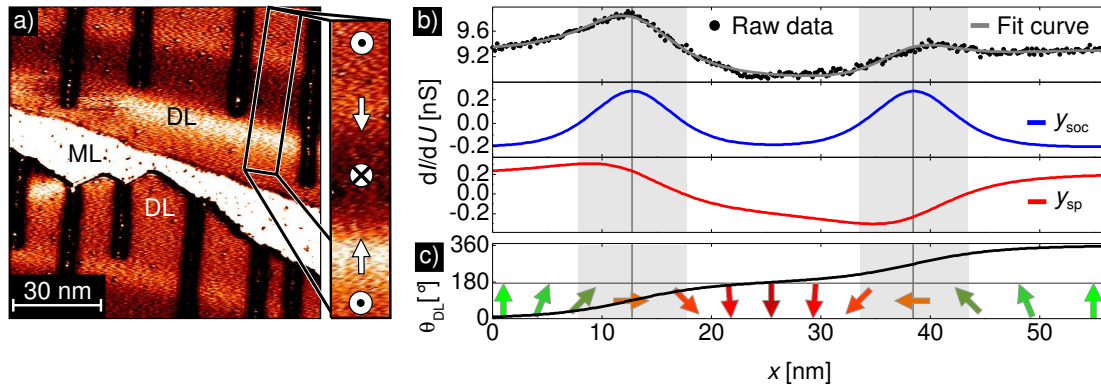 a)
DL
ML
DL
30 nm
b)
9.6
9.2
Raw data
Fit curve
dI/dU [nS]
0.2
0.0
-0.2
y_soc
0.2
-0.2
y_sp
c)
θ_DL [°]
360
180
0
0
10
20
30
40
50
x [nm]